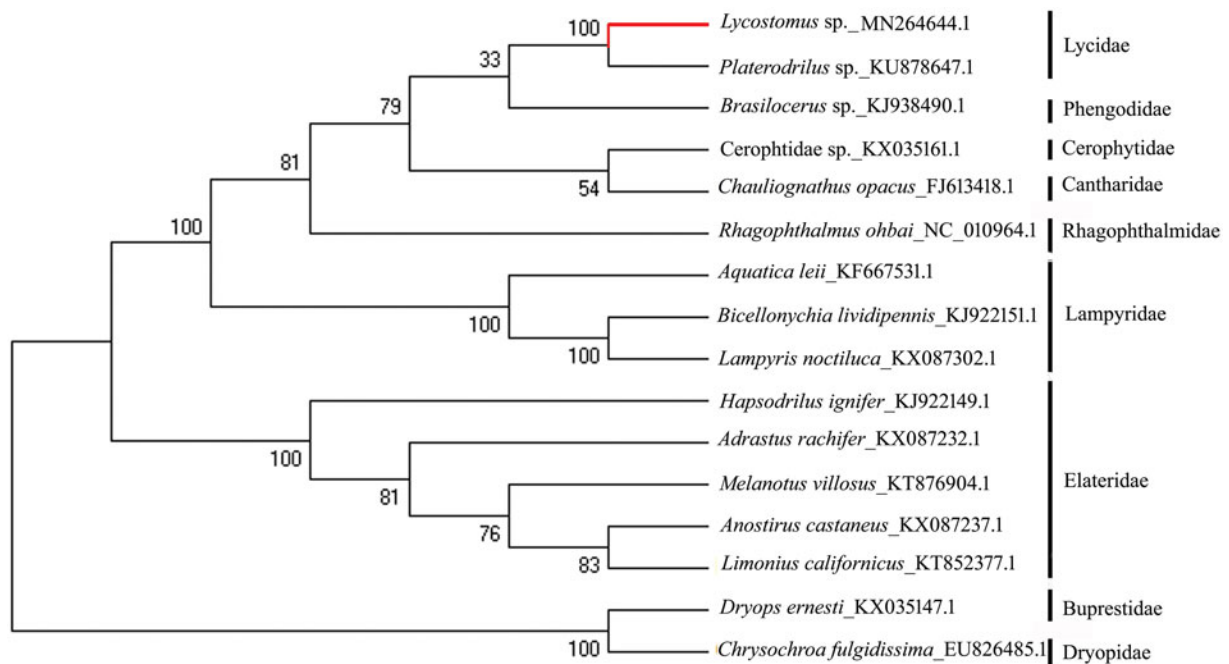 100
Lycostomus sp._MN264644.1
Lycidae
33
Platerodrilus sp._KU878647.1
79
Brasilocerus sp._KJ938490.1
Phengodidae
81
Cerophtidae sp._KX035161.1
Cerophytidae
54
Chauliognathus opacus_FJ613418.1
Cantharidae
100
Rhagophthalmus ohbai_NC_010964.1
Rhagophthalmidae
Aquatica leii_KF667531.1
100
Bicellonychia lividipennis_KJ922151.1
Lampyridae
100
Lampyris noctiluca_KX087302.1
Hapsodrilus ignifer_KJ922149.1
100
Adrastus rachifer_KX087232.1
81
Melanotus villosus_KT876904.1
Elateridae
76
Anostirus castaneus_KX087237.1
83
Limonius californicus_KT852377.1
Dryops ernesti_KX035147.1
Buprestidae
100
Chrysochroa fulgidissima_EU826485.1
Dryopidae